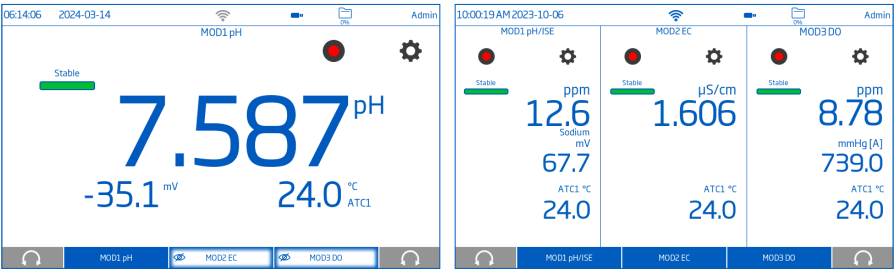 06:14:06 2024-03-14 0% Admin
MOD1 pH
Stable
7.587 pH
-35.1 mV 24.0 °C ATC1
MOD1 pH MOD2 EC MOD3 DO
10:00:19 AM 2023-10-06 0% Admin
MOD1 pH/ISE MOD2 EC MOD3 DO
Stable Stable Stable
ppm µS/cm ppm
12.6 1.606 8.78
Sodium
mV mmHg [A]
67.7 739.0
ATC1 °C ATC1 °C ATC1 °C
24.0 24.0 24.0
MOD1 pH/ISE MOD2 EC MOD3 DO